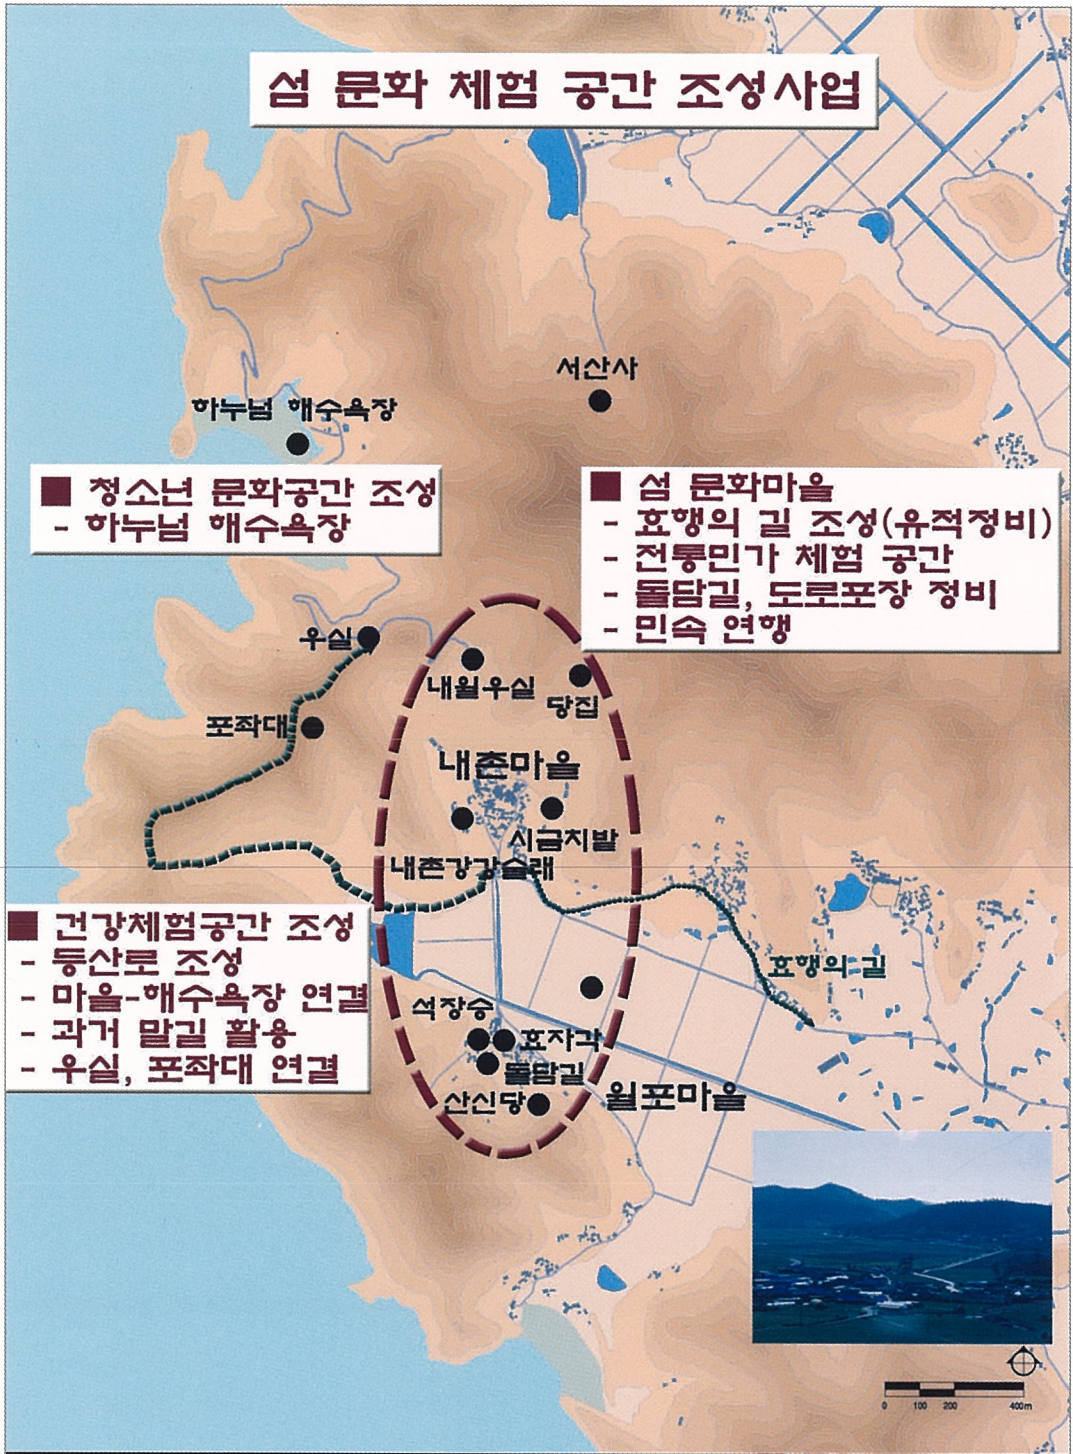 섬 문화 체험 공간 조성사업
서산사
하누넘 해수욕장
■ 청소년 문화공간 조성
- 하누넘 해수욕장
■ 섬 문화마을
- 효행의 길 조성(유적정비)
- 전통민가 체험 공간
- 돌담길, 도로포장 정비
- 민속 연행
우실
내월우실
당집
포좌대
내촌마을
시금치밭
내촌강강술래
■ 건강체험공간 조성
- 등산로 조성
- 마을-해수욕장 연결
- 과거 말길 활용
- 우실, 포좌대 연결
효행의 길
석장승
효자각
돌담길
산신당
월포마을
0 100 200 400m